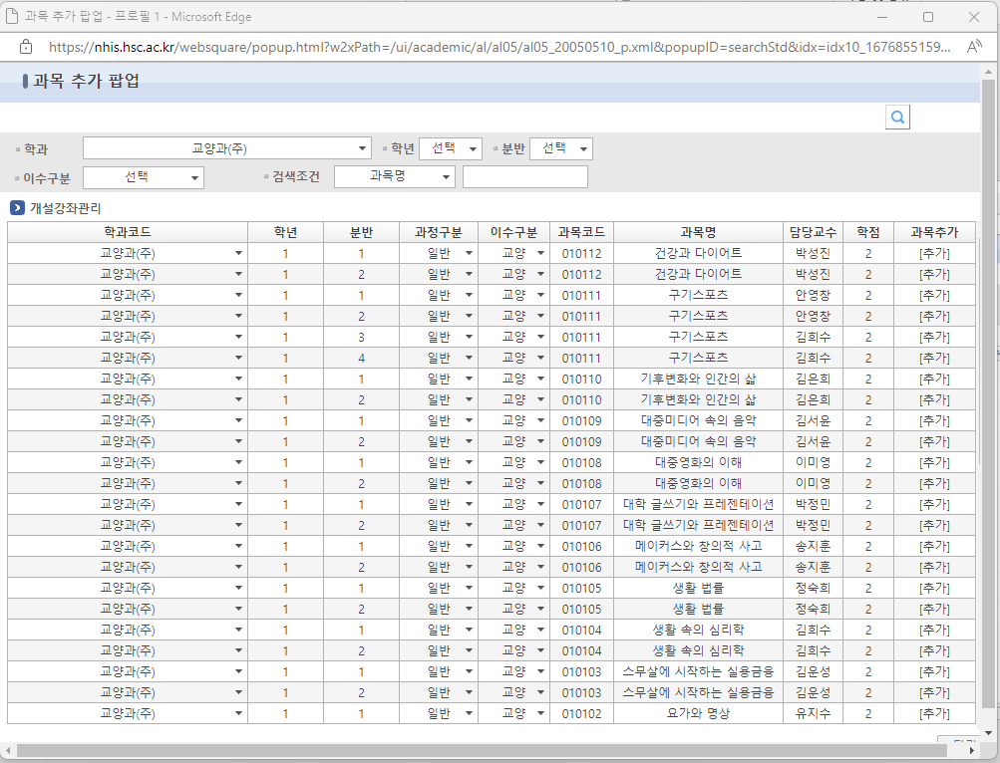 과목 추가 팝업 - 프로필 1 - Microsoft Edge
https://nhis.hsc.ac.kr/websquare/popup.html?w2xPath=/ui/academic/al/al05/al05_20050510_p.xml&popupID=searchStd&idx=idx10_1676855159...
과목 추가 팝업
학과 교양과(주) 학년 선택 분반 선택
이수구분 선택 검색조건 과목명
개설강좌관리
학과코드 학년 분반 과정구분 이수구분 과목코드 과목명 담당교수 학점 과목추가
교양과(주) 1 1 일반 교양 010112 건강과 다이어트 박성진 2 [추가]
교양과(주) 1 2 일반 교양 010112 건강과 다이어트 박성진 2 [추가]
교양과(주) 1 1 일반 교양 010111 구기스포츠 안영창 2 [추가]
교양과(주) 1 2 일반 교양 010111 구기스포츠 안영창 2 [추가]
교양과(주) 1 3 일반 교양 010111 구기스포츠 김희수 2 [추가]
교양과(주) 1 4 일반 교양 010111 구기스포츠 김희수 2 [추가]
교양과(주) 1 1 일반 교양 010110 기후변화와 인간의 삶 김은희 2 [추가]
교양과(주) 1 2 일반 교양 010110 기후변화와 인간의 삶 김은희 2 [추가]
교양과(주) 1 1 일반 교양 010109 대중미디어 속의 음악 김서윤 2 [추가]
교양과(주) 1 2 일반 교양 010109 대중미디어 속의 음악 김서윤 2 [추가]
교양과(주) 1 1 일반 교양 010108 대중영화의 이해 이미영 2 [추가]
교양과(주) 1 2 일반 교양 010108 대중영화의 이해 이미영 2 [추가]
교양과(주) 1 1 일반 교양 010107 대학 글쓰기와 프레젠테이션 박정민 2 [추가]
교양과(주) 1 2 일반 교양 010107 대학 글쓰기와 프레젠테이션 박정민 2 [추가]
교양과(주) 1 1 일반 교양 010106 메이커스와 창의적 사고 송지훈 2 [추가]
교양과(주) 1 2 일반 교양 010106 메이커스와 창의적 사고 송지훈 2 [추가]
교양과(주) 1 1 일반 교양 010105 생활 법률 정숙희 2 [추가]
교양과(주) 1 2 일반 교양 010105 생활 법률 정숙희 2 [추가]
교양과(주) 1 1 일반 교양 010104 생활 속의 심리학 김희수 2 [추가]
교양과(주) 1 2 일반 교양 010104 생활 속의 심리학 김희수 2 [추가]
교양과(주) 1 1 일반 교양 010103 스무살에 시작하는 실용금융 김운성 2 [추가]
교양과(주) 1 2 일반 교양 010103 스무살에 시작하는 실용금융 김운성 2 [추가]
교양과(주) 1 1 일반 교양 010102 요가와 명상 유지수 2 [추가]